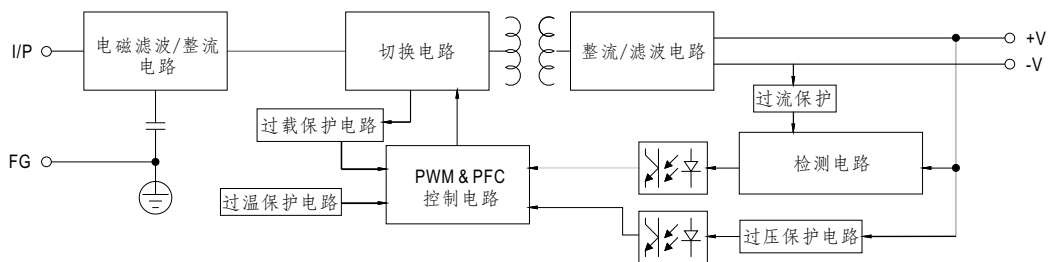 I/P
电磁滤波/整流
电路
切换电路
整流/滤波电路
+V
-V
过流保护
过载保护电路
FG
PWM & PFC
控制电路
检测电路
过温保护电路
过压保护电路